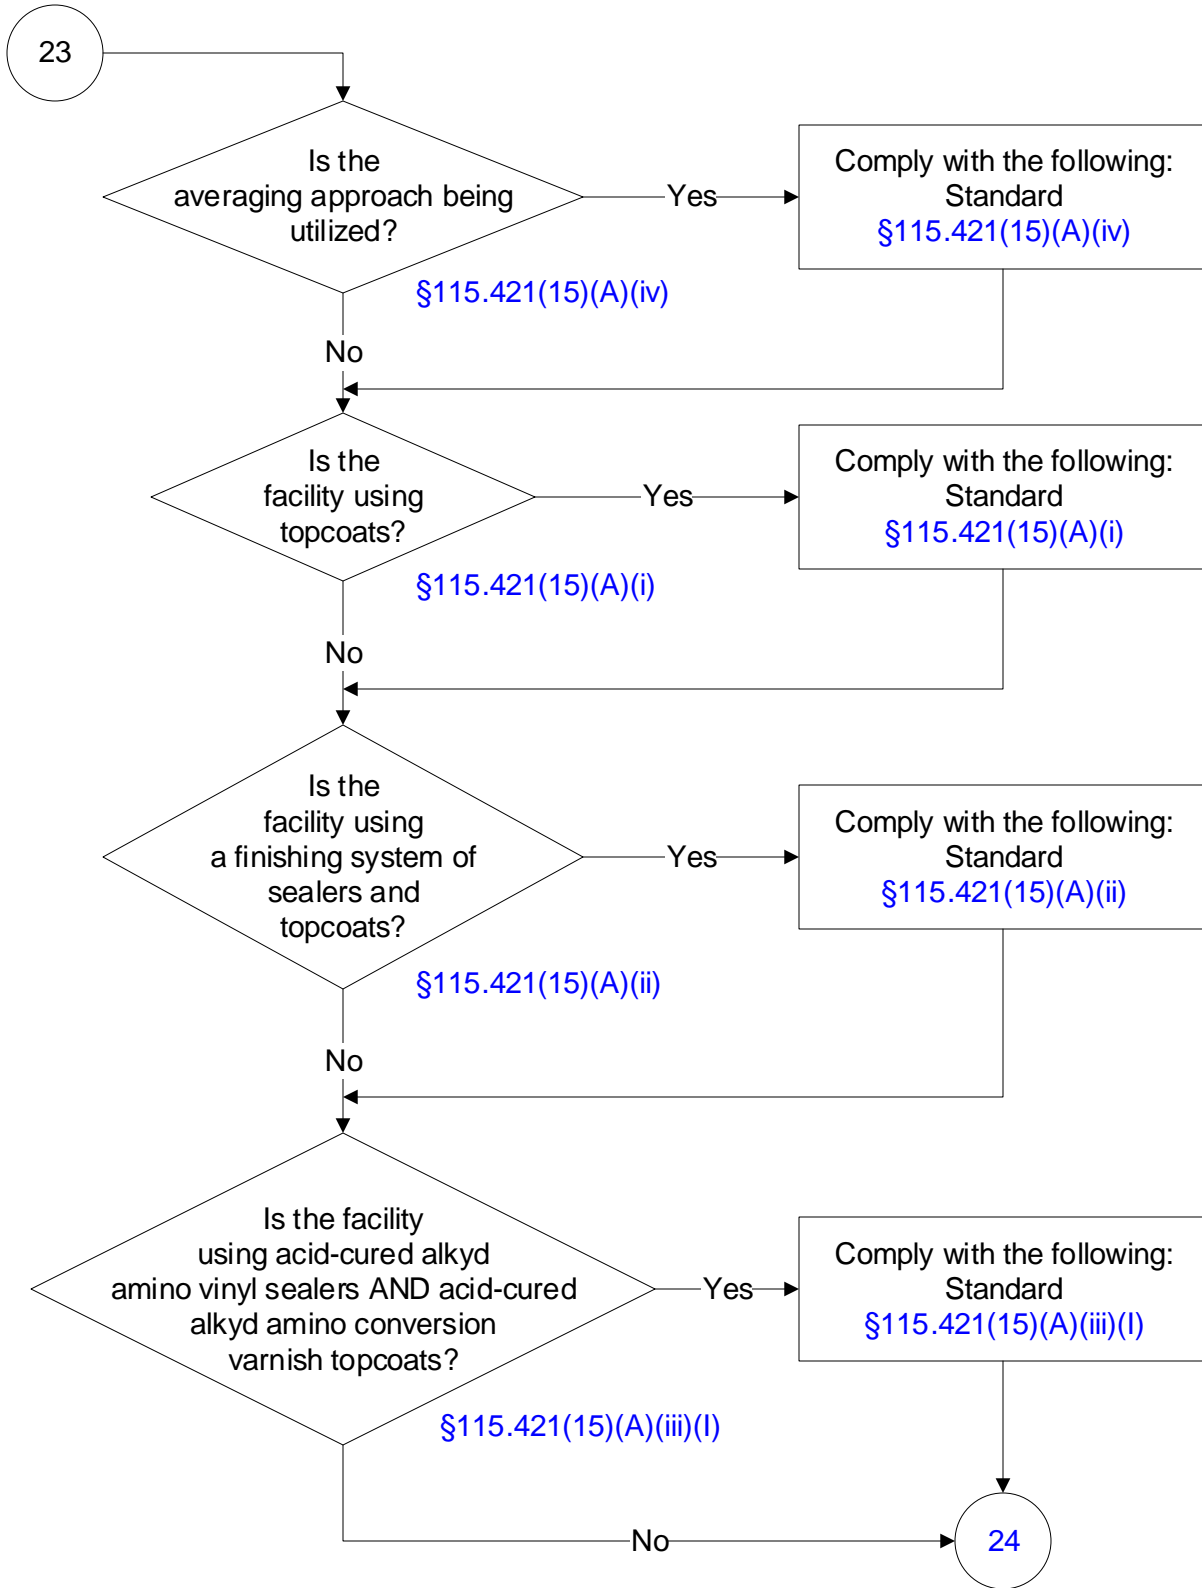 23
Is the
averaging approach being
utilized?
Yes
Comply with the following:
Standard
§115.421(15)(A)(iv)
§115.421(15)(A)(iv)
No
Is the
facility using
topcoats?
Yes
Comply with the following:
Standard
§115.421(15)(A)(i)
§115.421(15)(A)(i)
No
Is the
facility using
a finishing system of
sealers and
topcoats?
Yes
Comply with the following:
Standard
§115.421(15)(A)(ii)
§115.421(15)(A)(ii)
No
Is the facility
using acid-cured alkyd
amino vinyl sealers AND acid-cured
alkyd amino conversion
varnish topcoats?
Yes
Comply with the following:
Standard
§115.421(15)(A)(iii)(I)
§115.421(15)(A)(iii)(I)
No
24